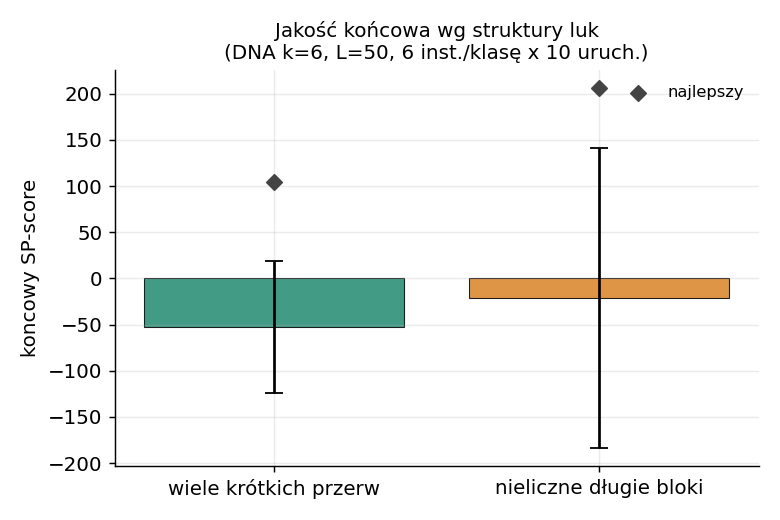 Jakość końcowa wg struktury luk
(DNA k=6, L=50, 6 inst./klasę x 10 uruch.)
najlepszy
koncowy SP-score
200
150
100
50
0
−50
−100
−150
−200
wiele krótkich przerw
nieliczne długie bloki